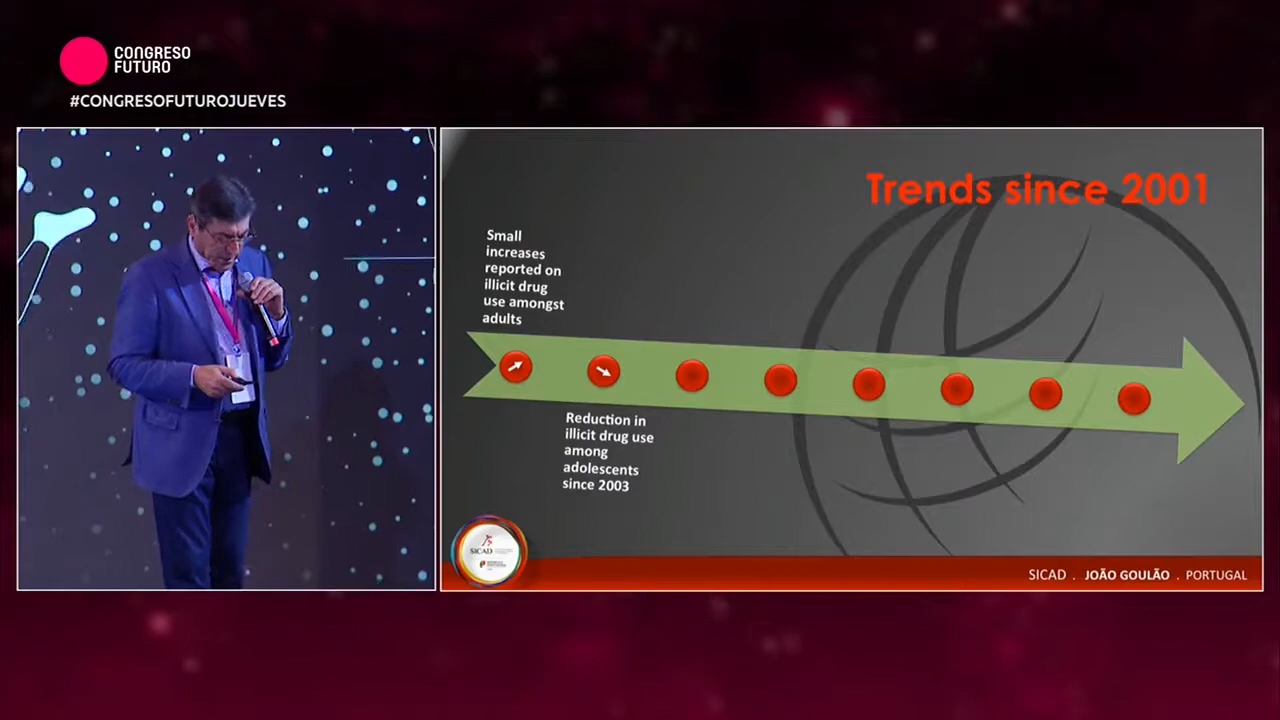 CONGRESO
FUTURO
#CONGRESOFUTUROJUEVES
Trends since 2001
Small
increases
reported on
illicit drug
use amongst
adults
Reduction in
illicit drug use
among
adolescents
since 2003
SICAD
SICAD . JOÃO GOULÃO . PORTUGAL